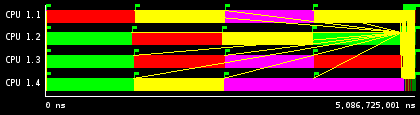 CPU 1.1
CPU 1.2
CPU 1.3
CPU 1.4
0 ns 5,086,725,001 ns